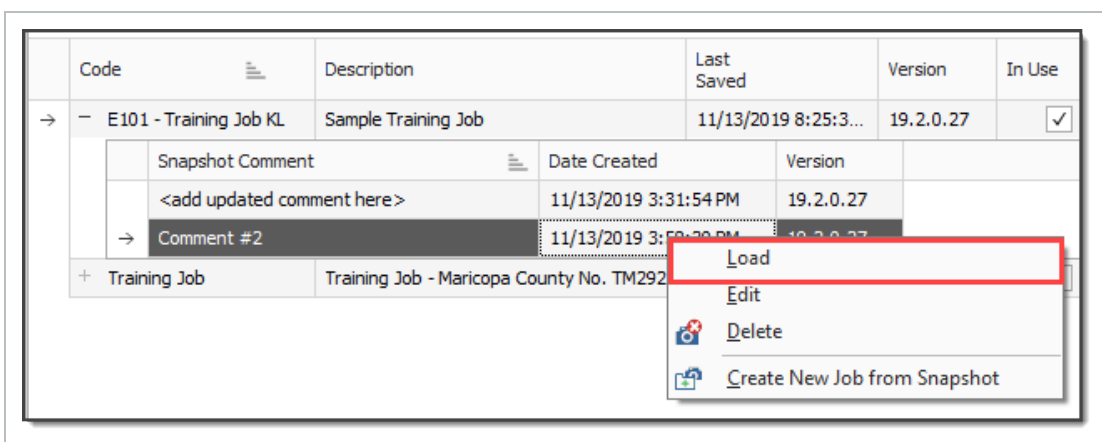 Code Description Last Saved Version In Use
E101 - Training Job KL Sample Training Job 11/13/2019 8:25:3... 19.2.0.27
Snapshot Comment Date Created Version
<add updated comment here> 11/13/2019 3:31:54 PM 19.2.0.27
Comment #2 11/13/2019
Training Job Training Job - Maricopa County No. TM292
Load
Edit
Delete
Create New Job from Snapshot